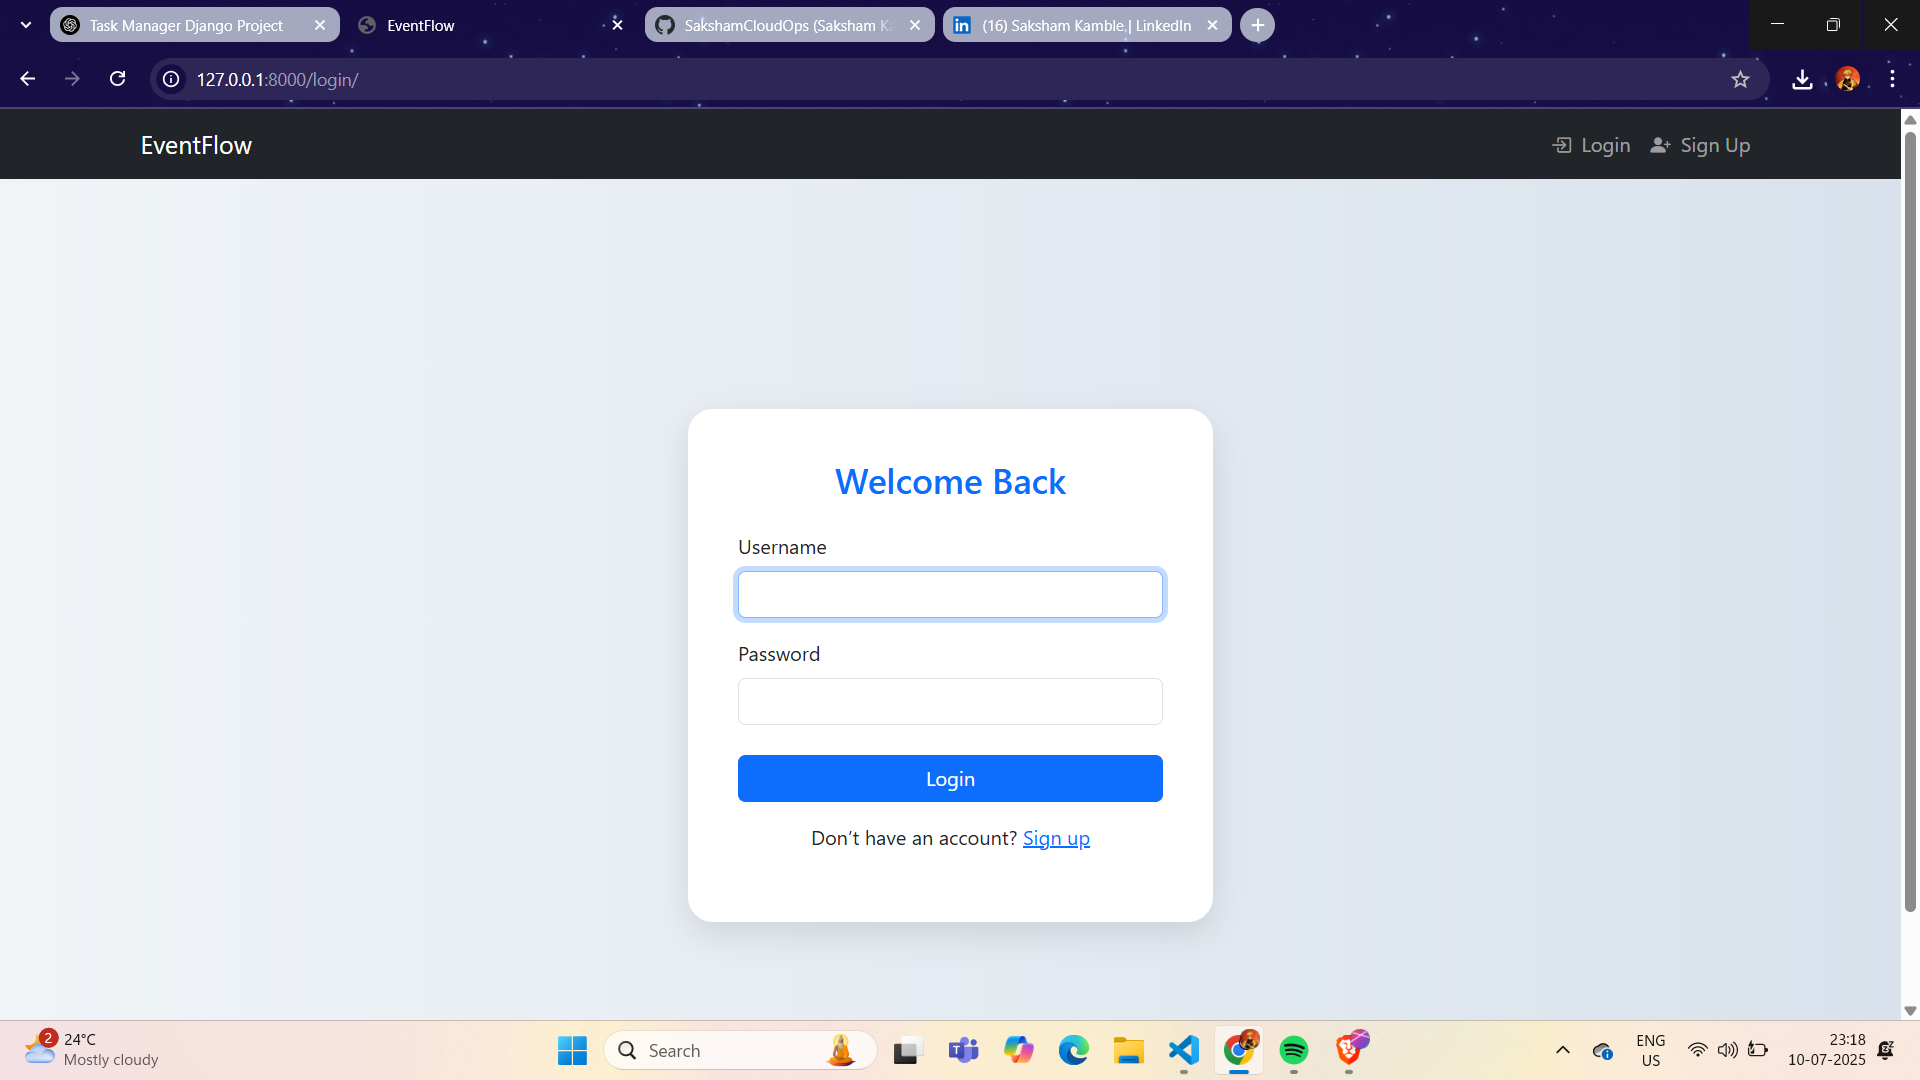 Task Manager Django Project
EventFlow
SakshamCloudOps (Saksham Ka
(16) Saksham Kamble | LinkedIn
127.0.0.1:8000/login/
EventFlow
Login
Sign Up
Welcome Back
Username
Password
Login
Don't have an account? Sign up
2
24°C
Mostly cloudy
Search
ENG
US
23:18
10-07-2025